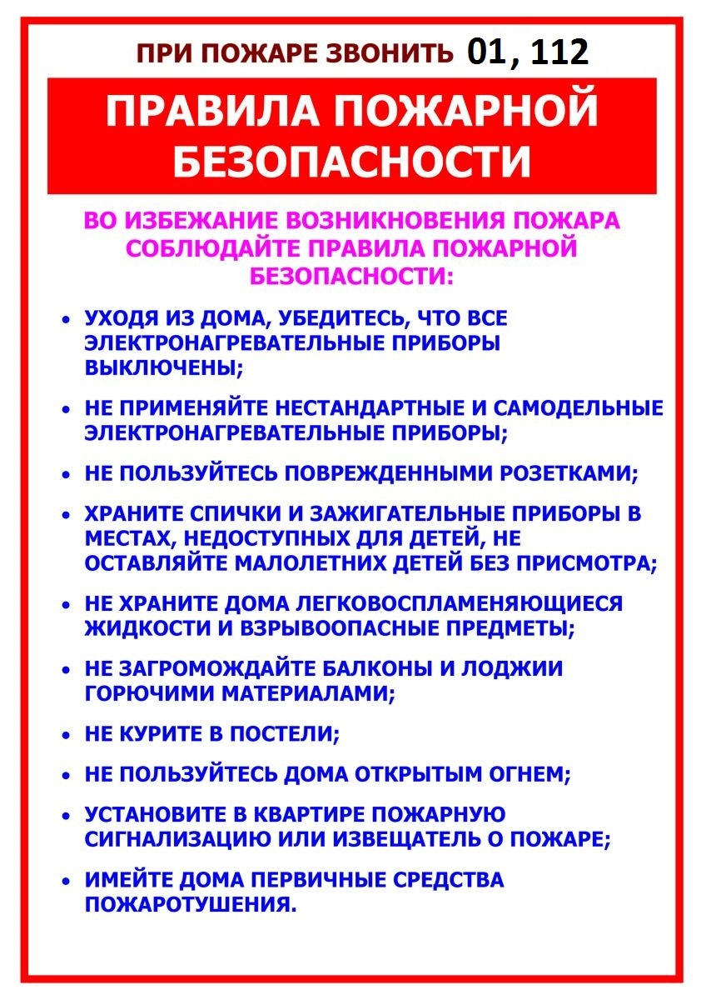 ПРИ ПОЖАРЕ ЗВОНИТЬ 01, 112
ПРАВИЛА ПОЖАРНОЙ
БЕЗОПАСНОСТИ
ВО ИЗБЕЖАНИЕ ВОЗНИКНОВЕНИЯ ПОЖАРА
СОБЛЮДАЙТЕ ПРАВИЛА ПОЖАРНОЙ
БЕЗОПАСНОСТИ:
• УХОДЯ ИЗ ДОМА, УБЕДИТЕСЬ, ЧТО ВСЕ
ЭЛЕКТРОНАГРЕВАТЕЛЬНЫЕ ПРИБОРЫ
ВЫКЛЮЧЕНЫ;
• НЕ ПРИМЕНЯЙТЕ НЕСТАНДАРТНЫЕ И САМОДЕЛЬНЫЕ
ЭЛЕКТРОНАГРЕВАТЕЛЬНЫЕ ПРИБОРЫ;
• НЕ ПОЛЬЗУЙТЕСЬ ПОВРЕЖДЕННЫМИ РОЗЕТКАМИ;
• ХРАНИТЕ СПИЧКИ И ЗАЖИГАТЕЛЬНЫЕ ПРИБОРЫ В
МЕСТАХ, НЕДОСТУПНЫХ ДЛЯ ДЕТЕЙ, НЕ
ОСТАВЛЯЙТЕ МАЛОЛЕТНИХ ДЕТЕЙ БЕЗ ПРИСМОТРА;
• НЕ ХРАНИТЕ ДОМА ЛЕГКОВОСПЛАМЕНЯЮЩИЕСЯ
ЖИДКОСТИ И ВЗРЫВООПАСНЫЕ ПРЕДМЕТЫ;
• НЕ ЗАГРОМОЖДАЙТЕ БАЛКОНЫ И ЛОДЖИИ
ГОРЮЧИМИ МАТЕРИАЛАМИ;
• НЕ КУРИТЕ В ПОСТЕЛИ;
• НЕ ПОЛЬЗУЙТЕСЬ ДОМА ОТКРЫТЫМ ОГНЕМ;
• УСТАНОВИТЕ В КВАРТИРЕ ПОЖАРНУЮ
СИГНАЛИЗАЦИЮ ИЛИ ИЗВЕЩАТЕЛЬ О ПОЖАРЕ;
• ИМЕЙТЕ ДОМА ПЕРВИЧНЫЕ СРЕДСТВА
ПОЖАРОТУШЕНИЯ.